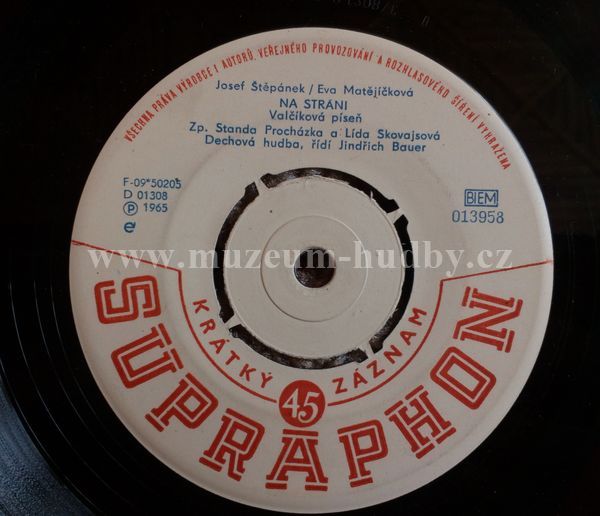 VŠECHNA PRÁVA VÝROBCE I AUTORŮ, VEŘEJNÉHO PROVOZOVÁNÍ A ROZHLASOVÉHO ŠÍŘENÍ VYHRAŽENA
Josef Štěpánek / Eva Matějíčková
NA STRÁNI
Valčíková píseň
Zp. Standa Procházka a Lída Skovajsová
Dechová hudba, řídí Jindřich Bauer
F-09*50205
D 01308
Ⓟ 1965
e
BIEM
013958
www.muzeum-hudby.cz
KRÁTKÝ 45 ZÁZNAM
SUPRAPHON